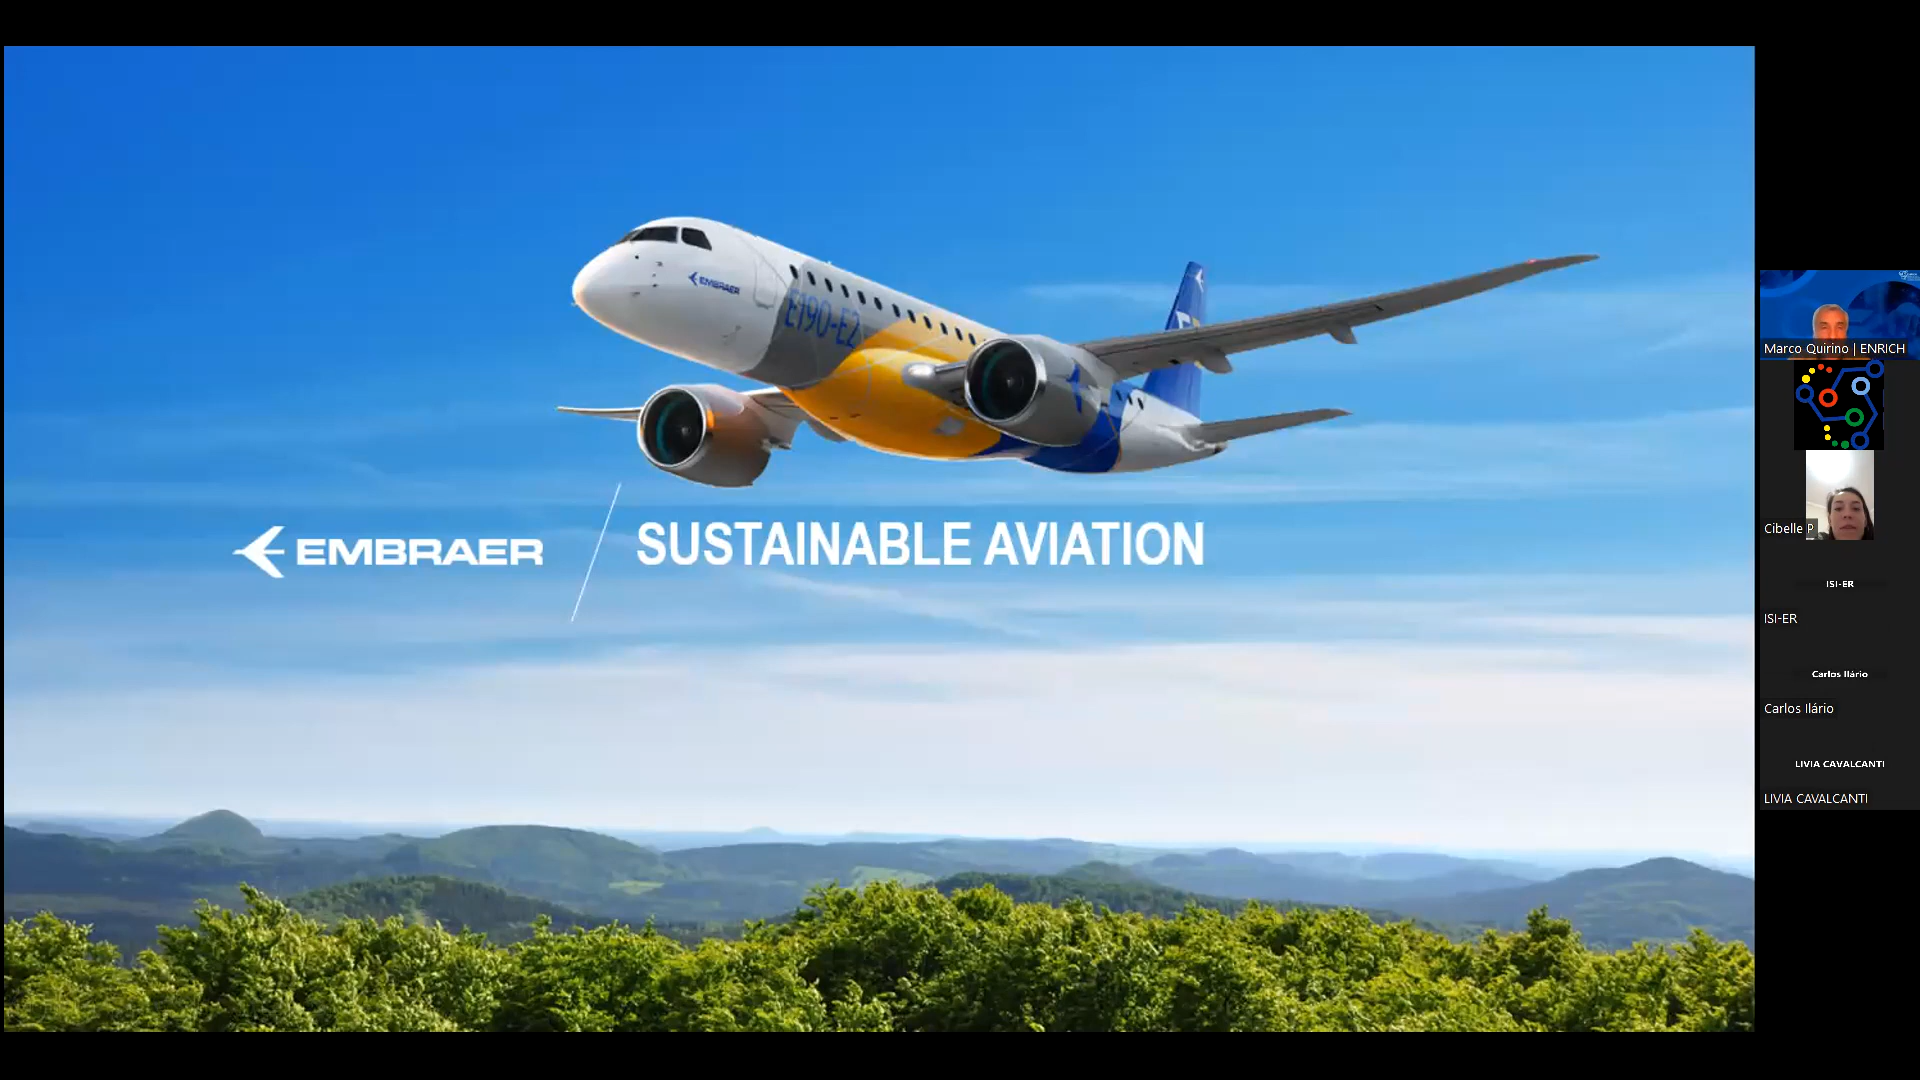 EMBRAER
E190-E2
EMBRAER
SUSTAINABLE AVIATION
Marco Quirino | ENRICH
Cibelle P
ISI-ER
ISI-ER
Carlos Ilário
Carlos Ilário
LIVIA CAVALCANTI
LIVIA CAVALCANTI